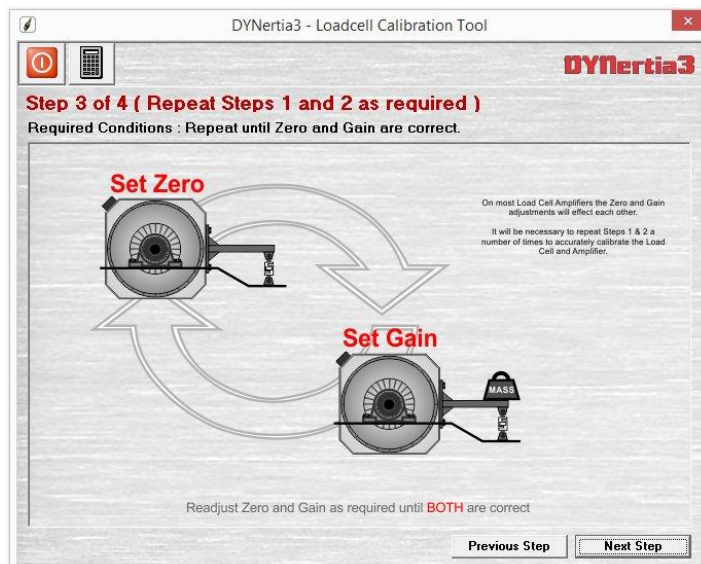 DYNertia3 - Loadcell Calibration Tool
DYNertia3
Step 3 of 4 ( Repeat Steps 1 and 2 as required )
Required Conditions : Repeat until Zero and Gain are correct.
Set Zero
On most Load Cell Amplifiers the Zero and Gain
adjustments will effect each other.
It will be necessary to repeat Steps 1 & 2 a
number of times to accurately calibrate the Load
Cell and Amplifier.
Set Gain
MASS
Readjust Zero and Gain as required until BOTH are correct
Previous Step
Next Step